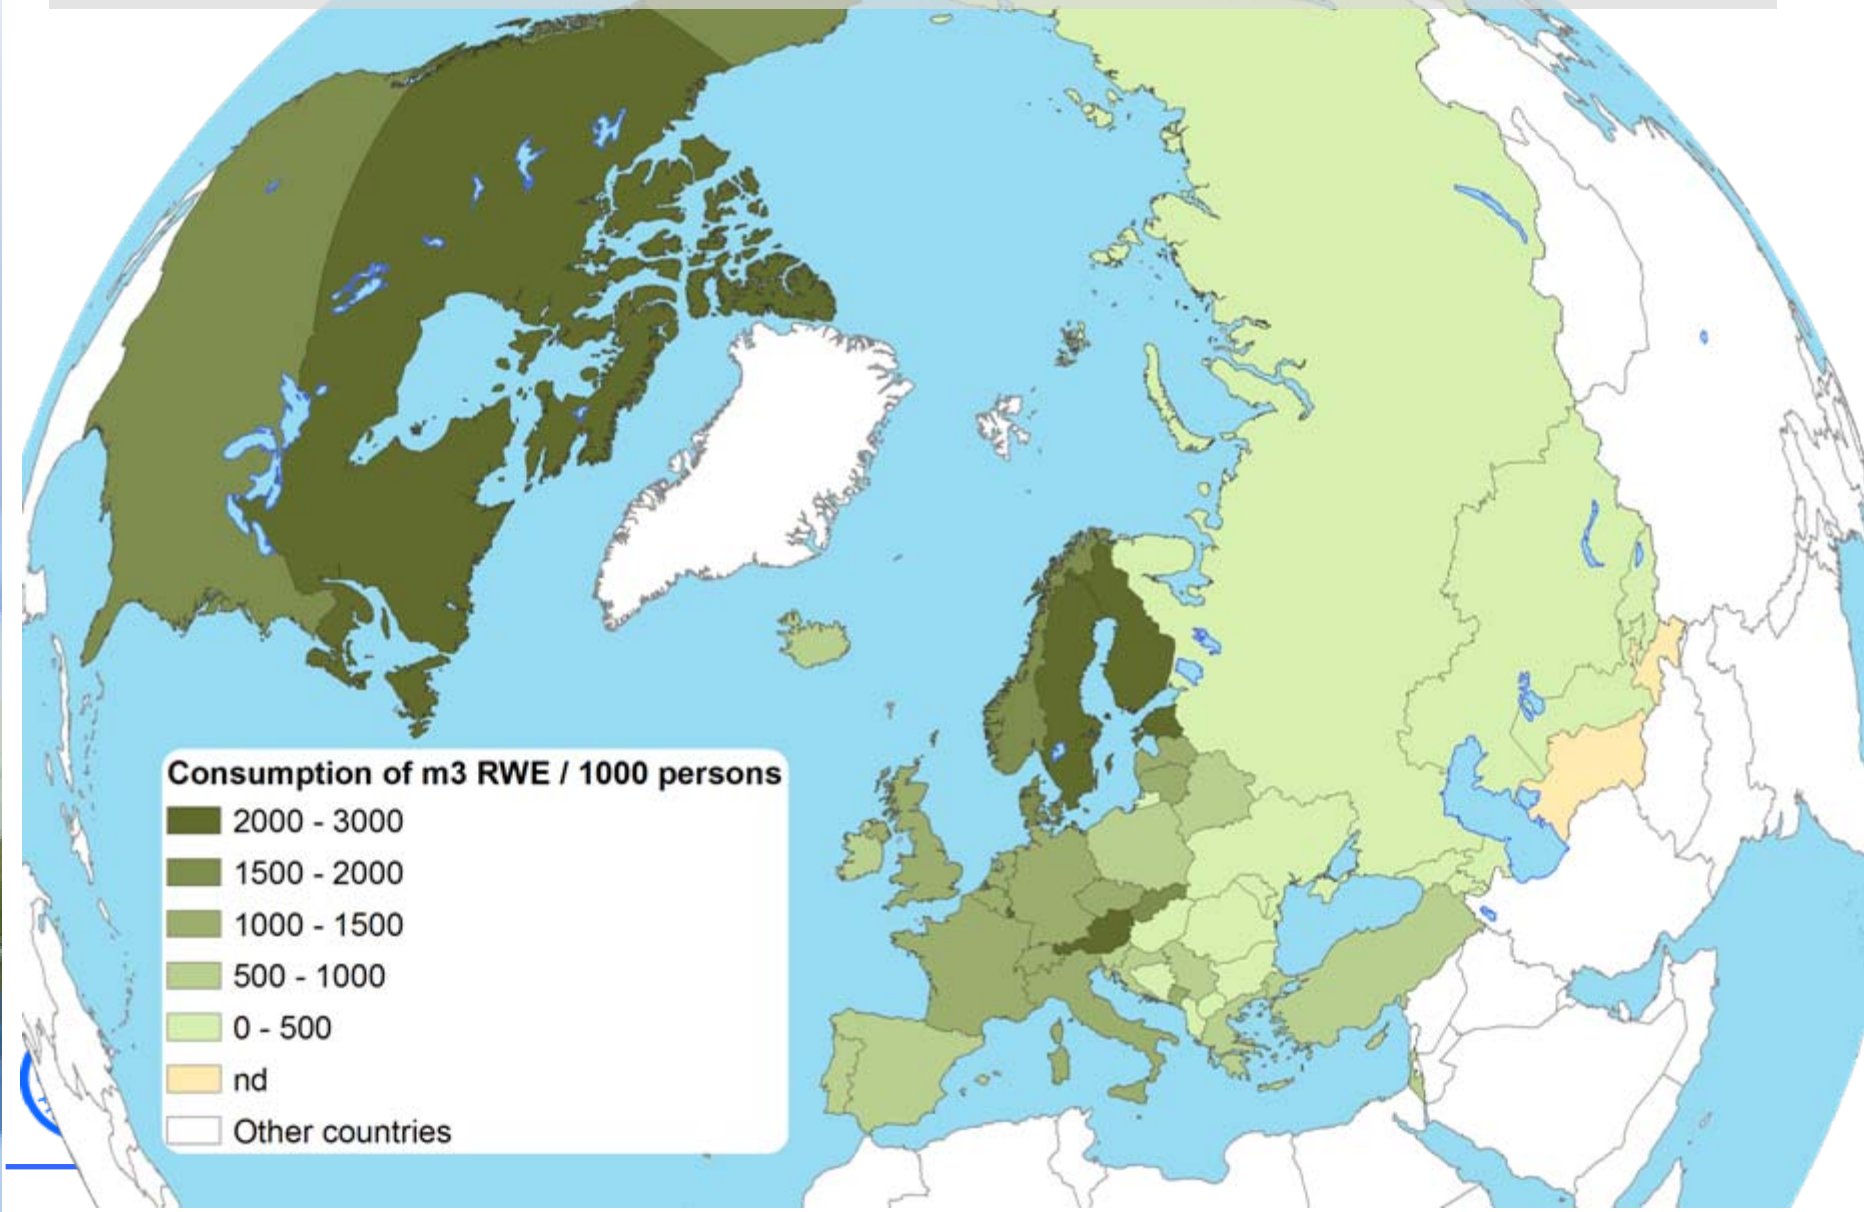 Consumption of m3 RWE / 1000 persons
2000 - 3000
1500 - 2000
1000 - 1500
500 - 1000
0 - 500
nd
Other countries